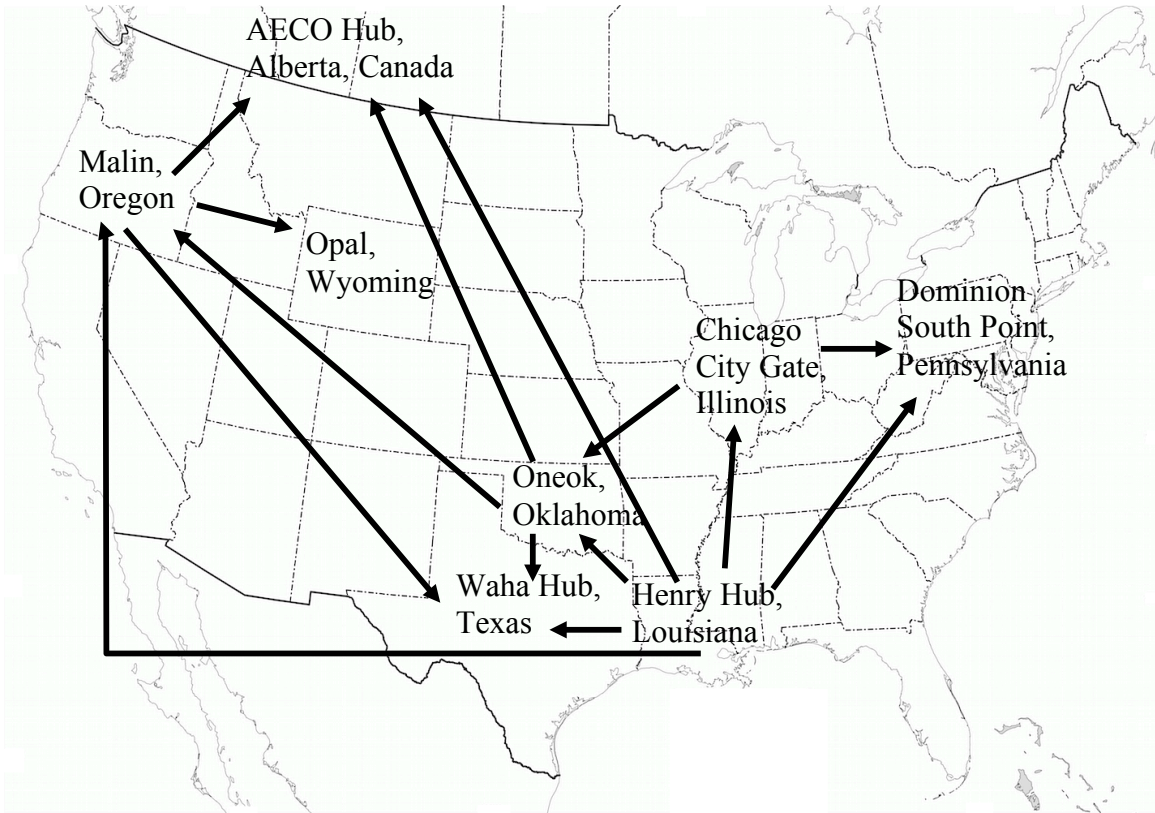 AECO Hub,
Alberta, Canada
Malin,
Oregon
Opal,
Wyoming
Dominion
South Point,
Pennsylvania
Chicago
City Gate,
Illinois
Oneok,
Oklahoma
Waha Hub,
Texas
Henry Hub,
Louisiana